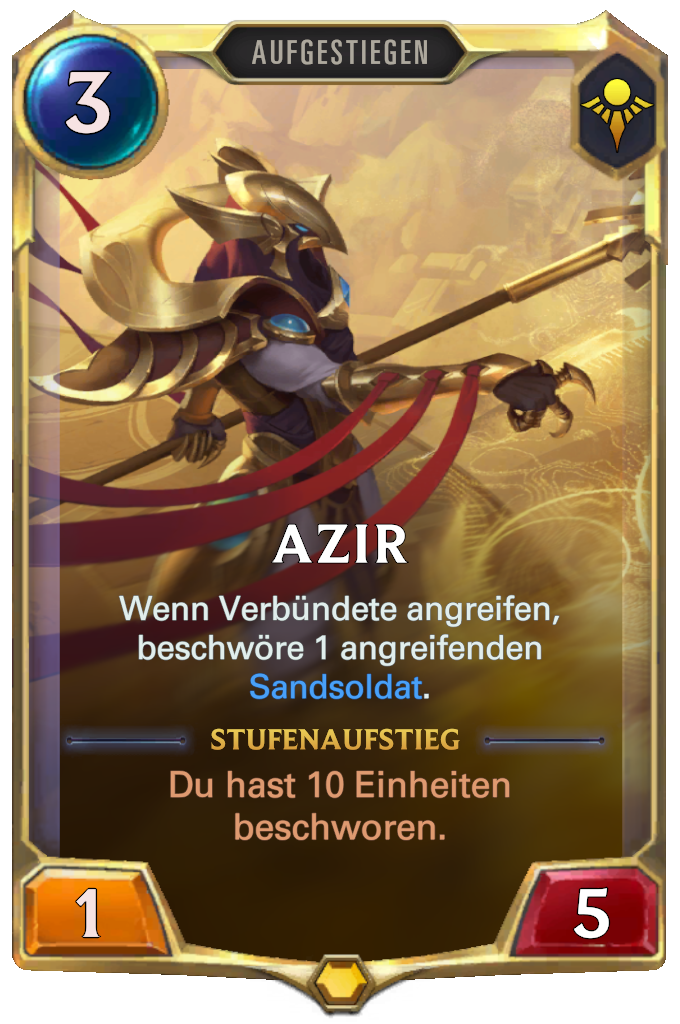 AUFGESTIEGEN
3
AZIR
Wenn Verbündete angreifen,
beschwöre 1 angreifenden
Sandsoldat.
STUFENAUFSTIEG
Du hast 10 Einheiten
beschworen.
1
5